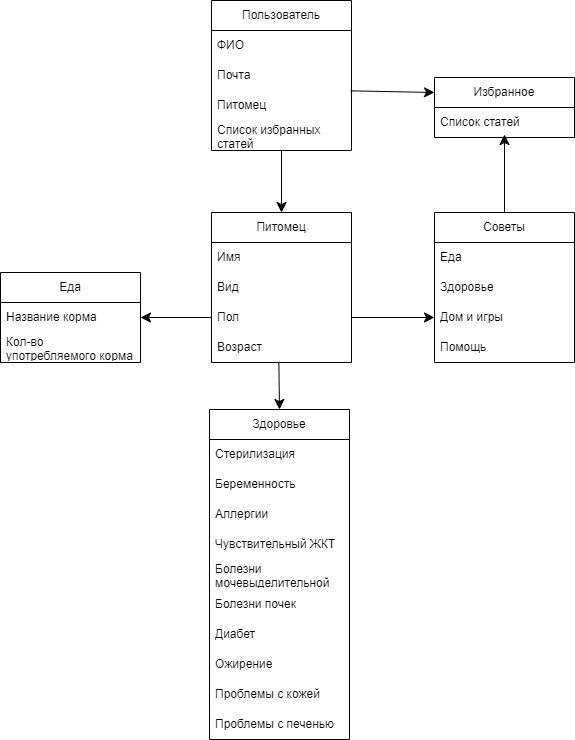 Пользователь
ФИО
Почта
Питомец
Список избранных
статей
Избранное
Список статей
Питомец
Имя
Вид
Пол
Возраст
Советы
Еда
Здоровье
Дом и игры
Помощь
Еда
Название корма
Кол-во
употребляемого корма
Здоровье
Стерилизация
Беременность
Аллергии
Чувствительный ЖКТ
Болезни
мочевыделительной
Болезни почек
Диабет
Ожирение
Проблемы с кожей
Проблемы с печенью